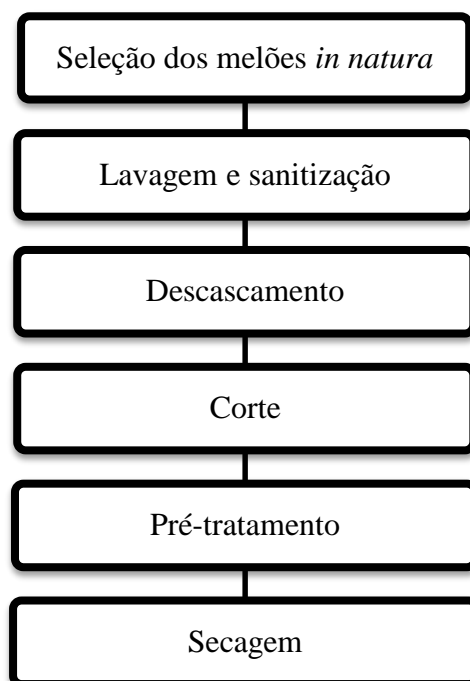 Seleção dos melões in natura
Lavagem e sanitização
Descascamento
Corte
Pré-tratamento
Secagem